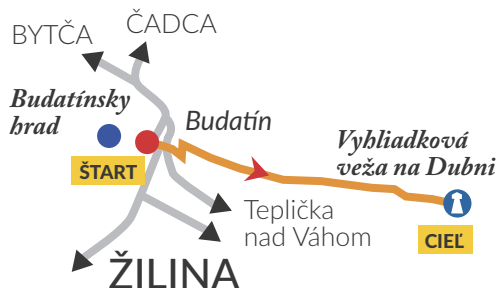 ČADCA
BYTČA
Budatínsky
hrad
Budatín
Vyhliadková
veža na Dubni
ŠTART
Teplička
nad Váhom
CIEĽ
ŽILINA